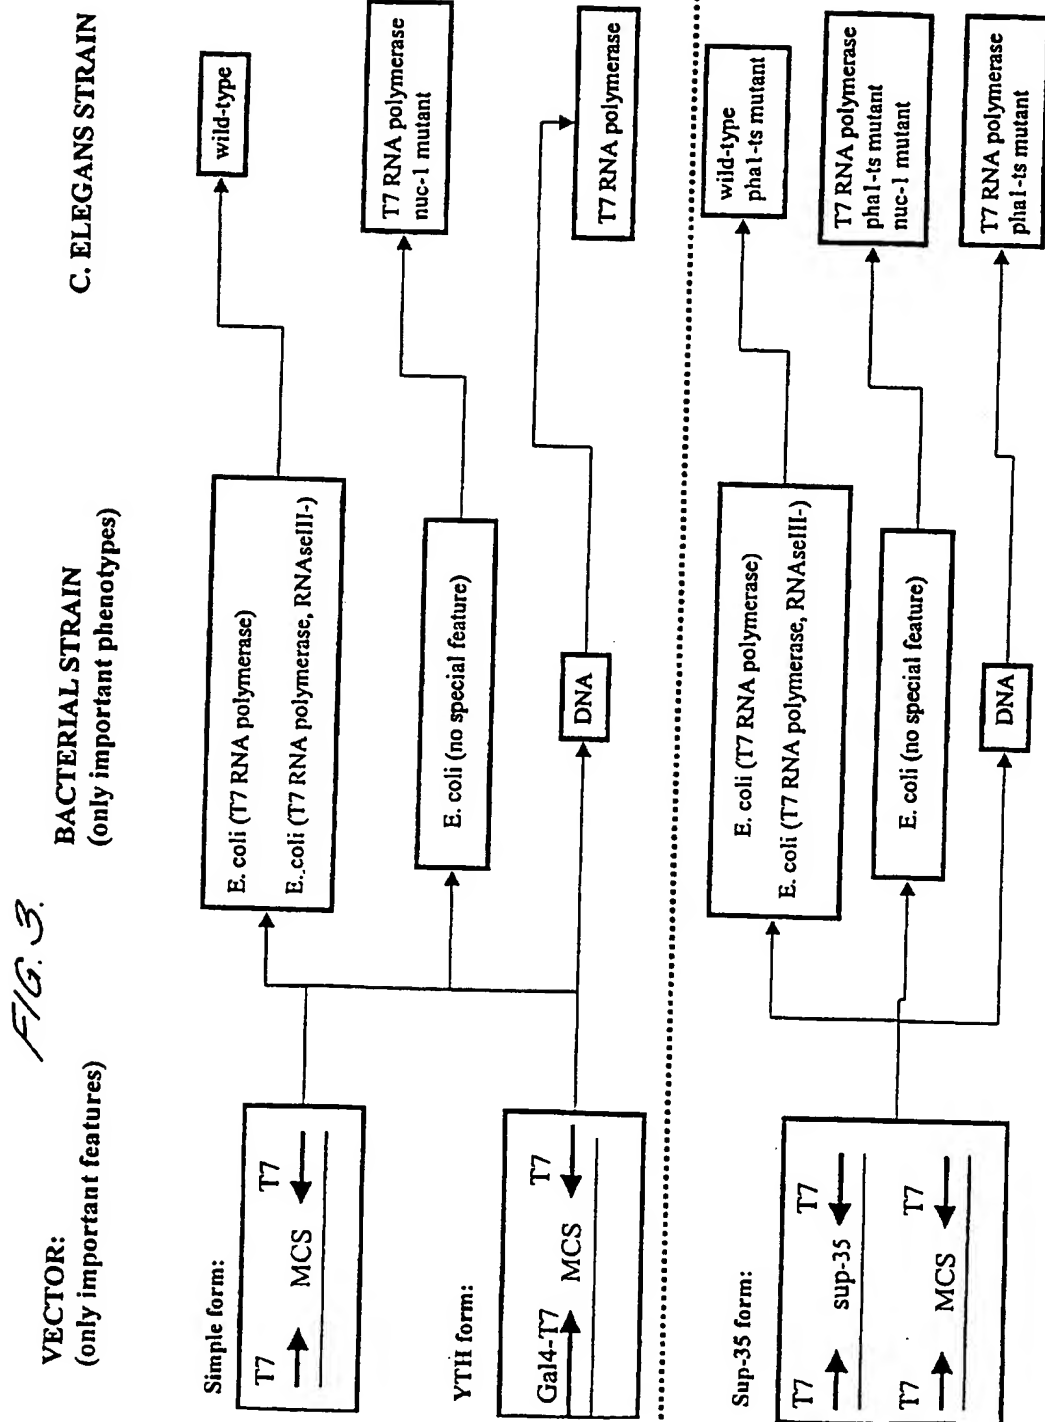 FIG. 3.
VECTOR:
(only important features)
BACTERIAL STRAIN
(only important phenotypes)
C. ELEGANS STRAIN
Simple form:
T7 T7
MCS
YTH form:
Gal4-T7 T7
MCS
E. coli (T7 RNA polymerase)
E. coli (T7 RNA polymerase, RNAseIII-)
E. coli (no special feature)
DNA
wild-type
T7 RNA polymerase
nuc-1 mutant
T7 RNA polymerase
Sup-35 form:
T7 T7
sup-35
T7 T7
MCS
E. coli (T7 RNA polymerase)
E. coli (T7 RNA polymerase, RNAseIII-)
E. coli (no special feature)
DNA
wild-type
pha1-ts mutant
T7 RNA polymerase
pha1-ts mutant
nuc-1 mutant
T7 RNA polymerase
pha1-ts mutant